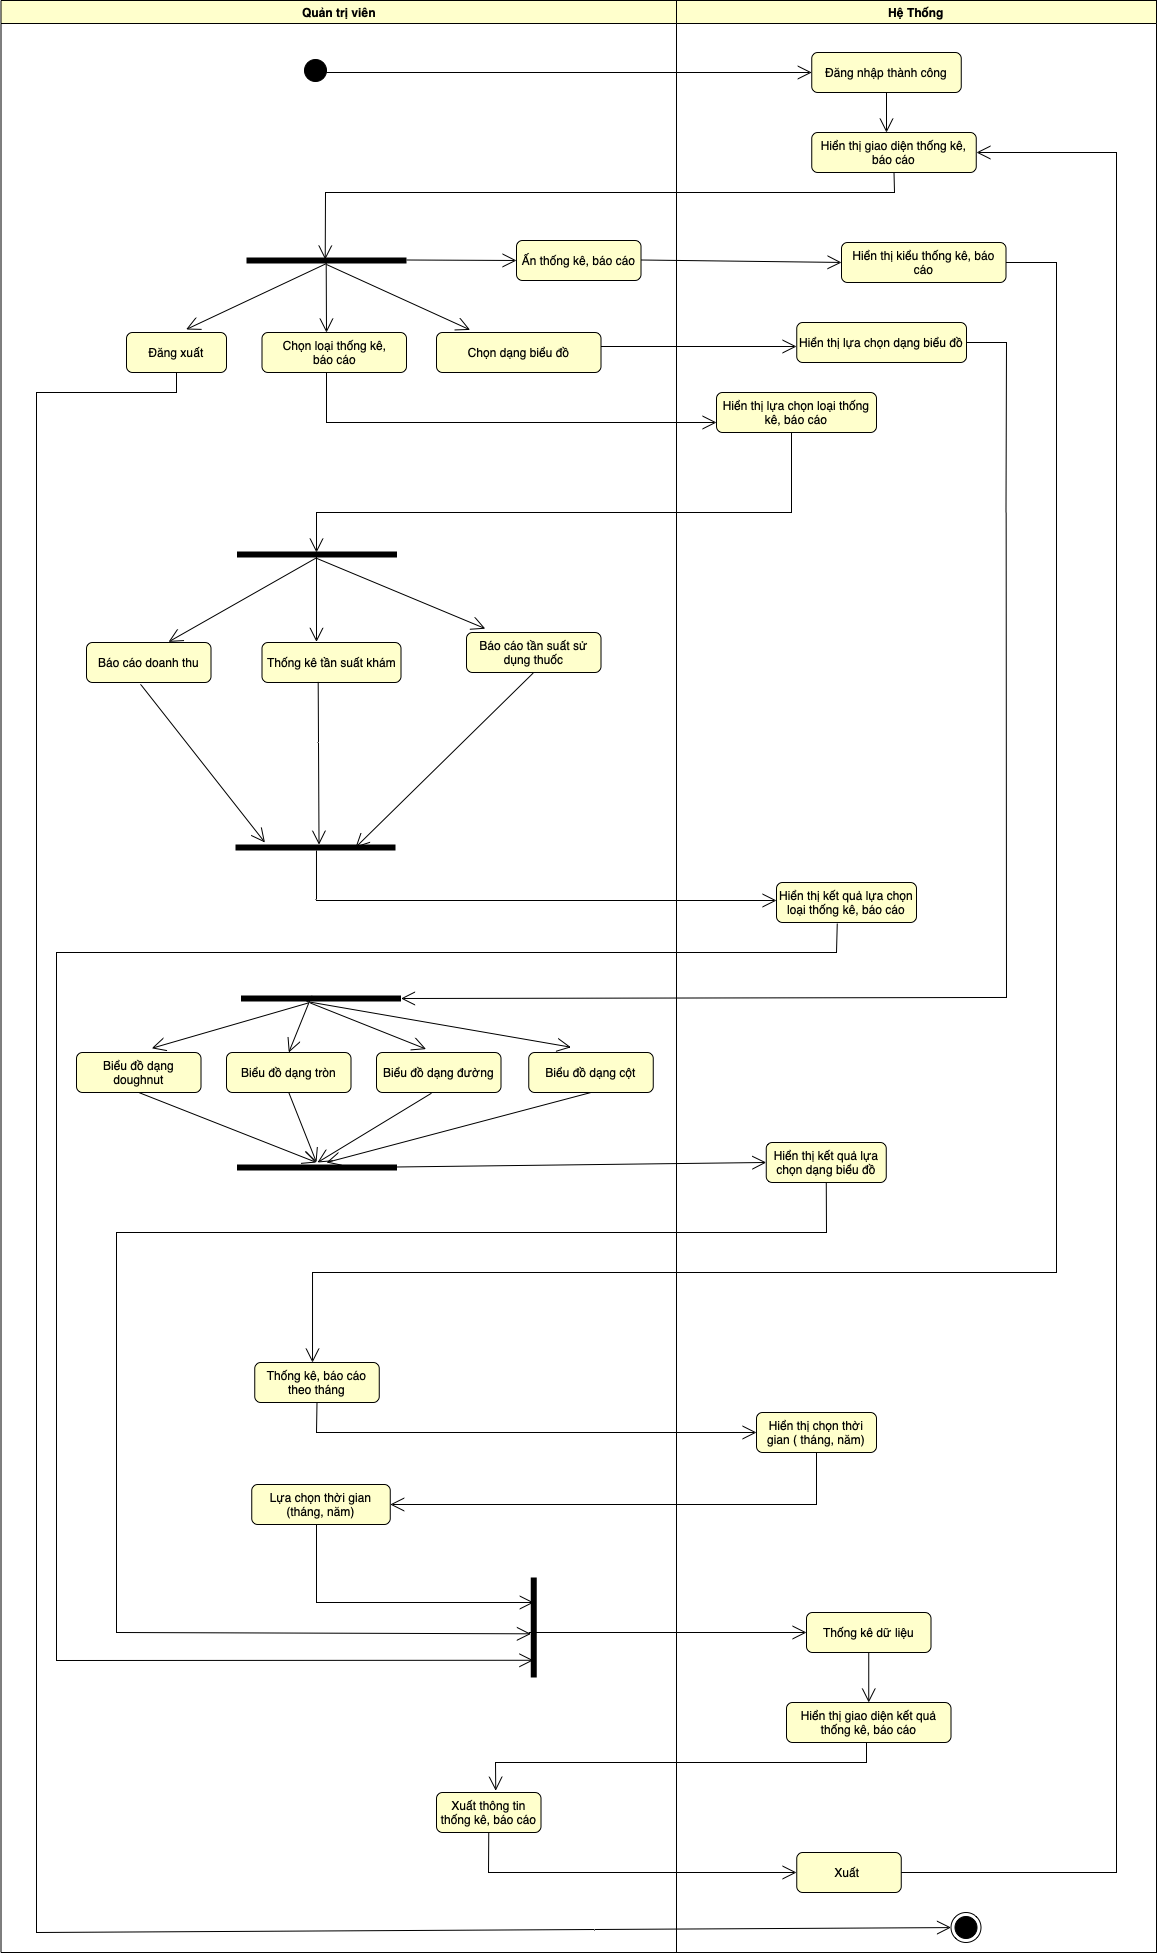 Quản trị viên
Hệ Thống
Đăng nhập thành công
Hiển thị giao diện thống kê,
báo cáo
Ấn thống kê, báo cáo
Hiển thị kiểu thống kê, báo
cáo
Đăng xuất
Chọn loại thống kê,
báo cáo
Chọn dạng biểu đồ
Hiển thị lựa chọn dạng biểu đồ
Hiển thị lựa chọn loại thống
kê, báo cáo
Báo cáo doanh thu
Thống kê tần suất khám
Báo cáo tần suất sử
dụng thuốc
Hiển thị kết quả lựa chọn
loại thống kê, báo cáo
Biểu đồ dạng
doughnut
Biểu đồ dạng tròn
Biểu đồ dạng đường
Biểu đồ dạng cột
Hiển thị kết quả lựa
chọn dạng biểu đồ
Thống kê, báo cáo
theo tháng
Hiển thị chọn thời
gian ( tháng, năm)
Lựa chọn thời gian
(tháng, năm)
Thống kê dữ liệu
Hiển thị giao diện kết quả
thống kê, báo cáo
Xuất thông tin
thống kê, báo cáo
Xuất